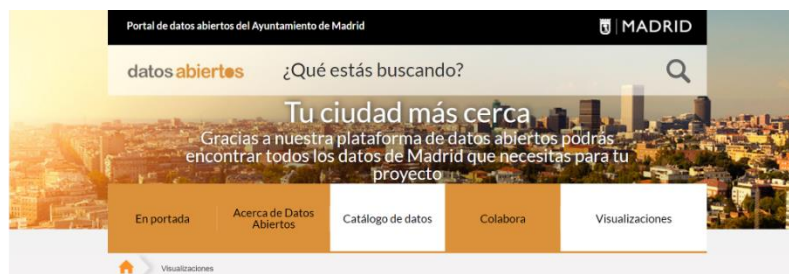 Portal de datos abiertos del Ayuntamiento de Madrid
MADRID
datos abiertos
¿Qué estás buscando?
Tu ciudad más cerca
Gracias a nuestra plataforma de datos abiertos podrás
encontrar todos los datos de Madrid que necesitas para tu
proyecto
En portada
Acerca de Datos
Abiertos
Catálogo de datos
Colabora
Visualizaciones
Visualizaciones